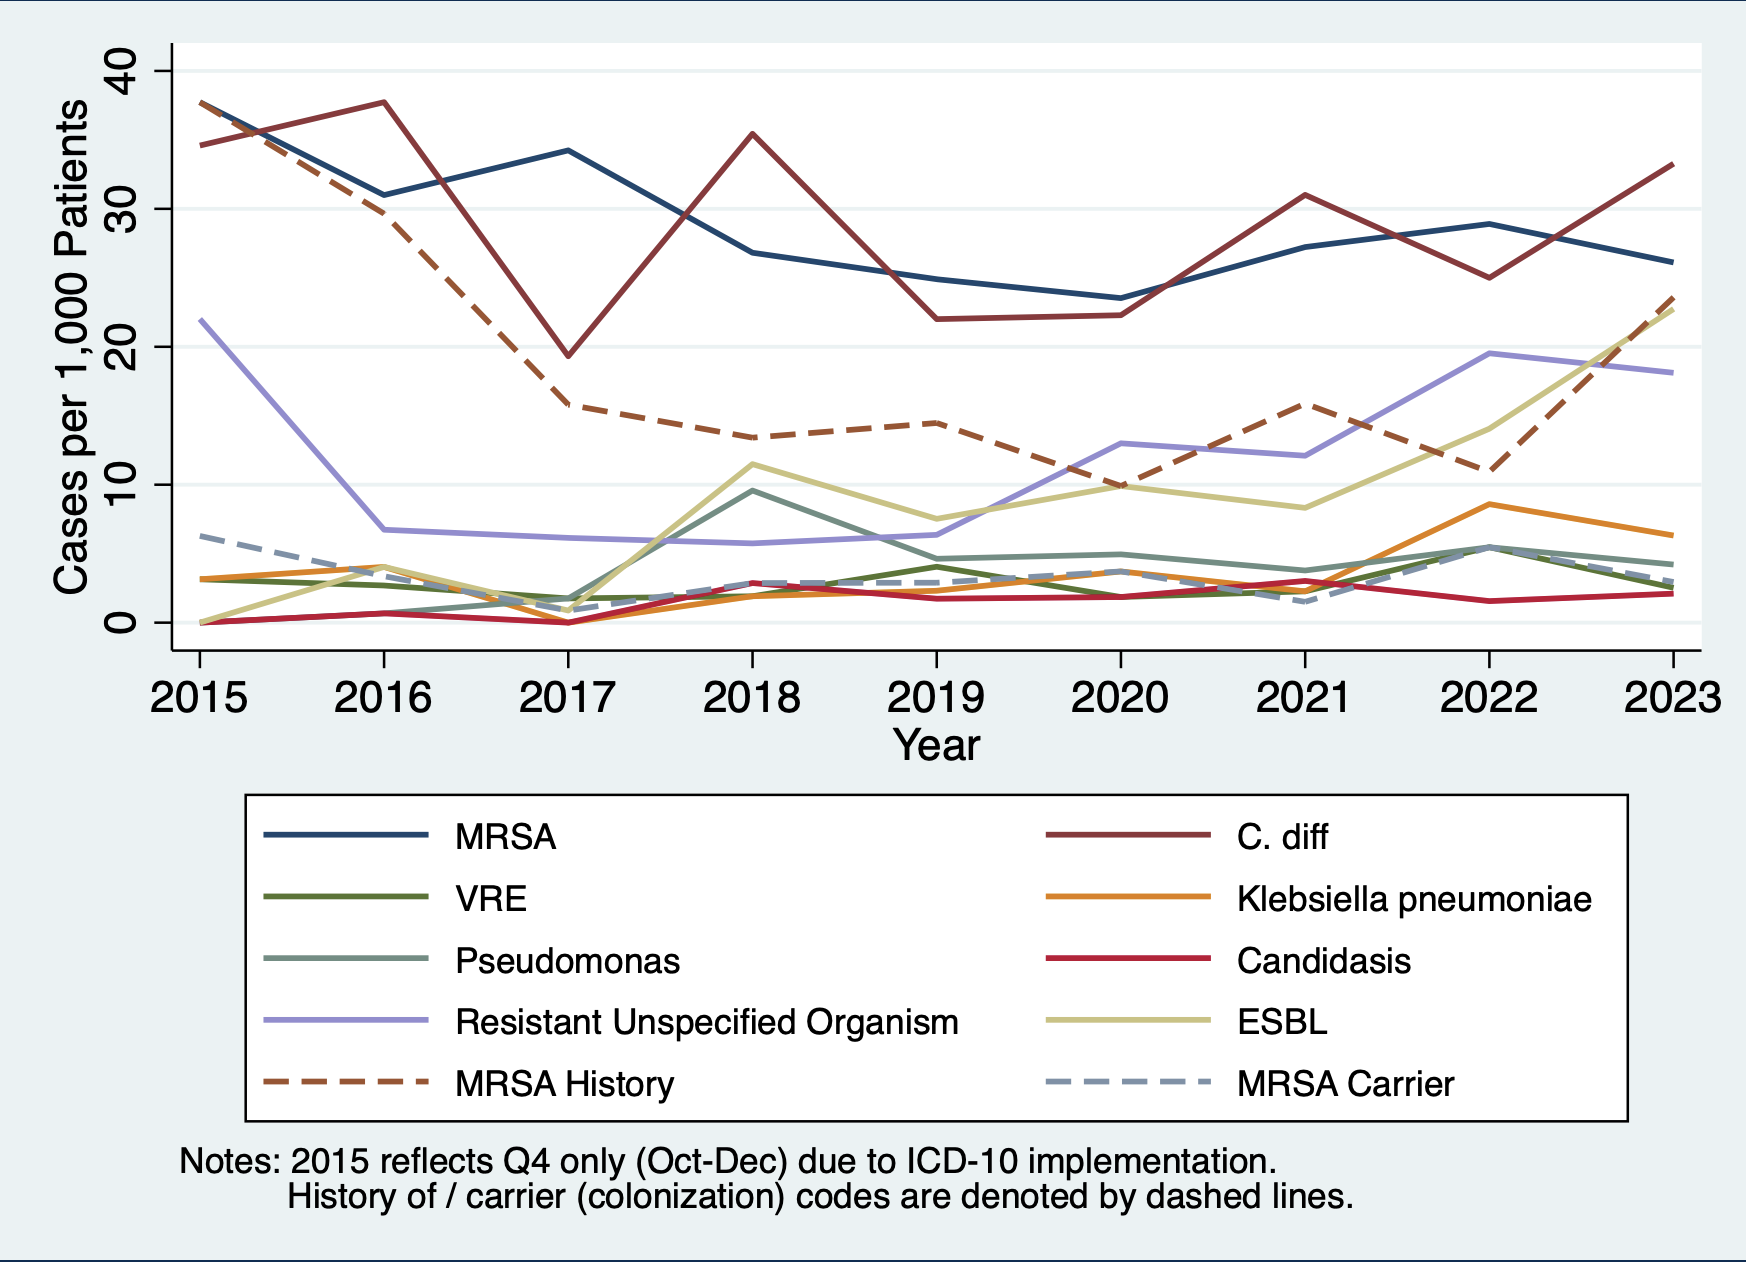 40
30
20
10
0
Cases per 1,000 Patients
2015 2016 2017 2018 2019 2020 2021 2022 2023
Year
MRSA C. diff
VRE Klebsiella pneumoniae
Pseudomonas Candidasis
Resistant Unspecified Organism ESBL
MRSA History MRSA Carrier
Notes: 2015 reflects Q4 only (Oct-Dec) due to ICD-10 implementation.
History of / carrier (colonization) codes are denoted by dashed lines.